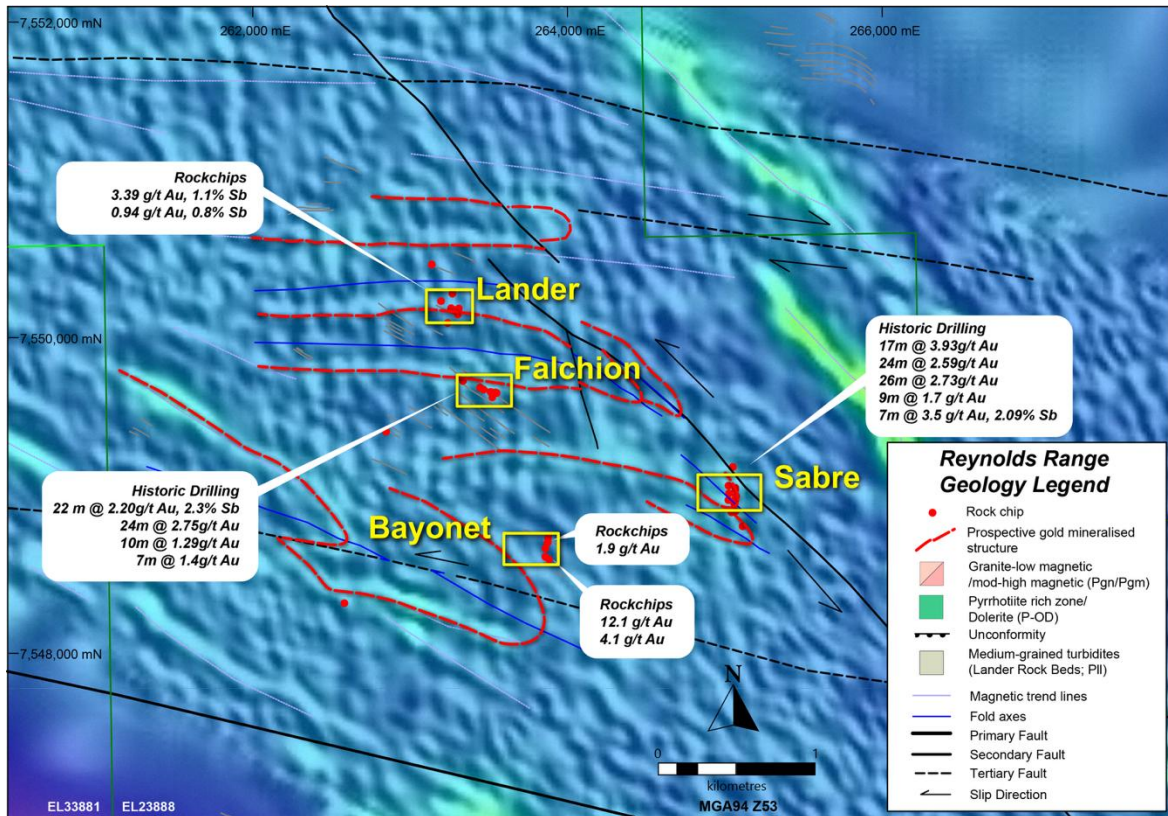 7,552,000 mN
262,000 mE
264,000 mE
266,000 mE
Rockchips
3.39 g/t Au, 1.1% Sb
0.94 g/t Au, 0.8% Sb
Lander
7,550,000 mN
Falchion
Historic Drilling
17m @ 3.93g/t Au
24m @ 2.59g/t Au
26m @ 2.73g/t Au
9m @ 1.7 g/t Au
7m @ 3.5 g/t Au, 2.09% Sb
Sabre
Historic Drilling
22 m @ 2.20g/t Au, 2.3% Sb
24m @ 2.75g/t Au
10m @ 1.29g/t Au
7m @ 1.4g/t Au
Bayonet
Rockchips
1.9 g/t Au
Rockchips
12.1 g/t Au
4.1 g/t Au
7,548,000 mN
N
0
1
kilometres
MGA94 Z53
EL33881
EL23888
Reynolds Range
Geology Legend
Rock chip
Prospective gold mineralised
structure
Granite-low magnetic
/mod-high magnetic (Pgn/Pgm)
Pyrrhotiite rich zone/
Dolerite (P-OD)
Unconformity
Medium-grained turbidites
(Lander Rock Beds; Pll)
Magnetic trend lines
Fold axes
Primary Fault
Secondary Fault
Tertiary Fault
Slip Direction